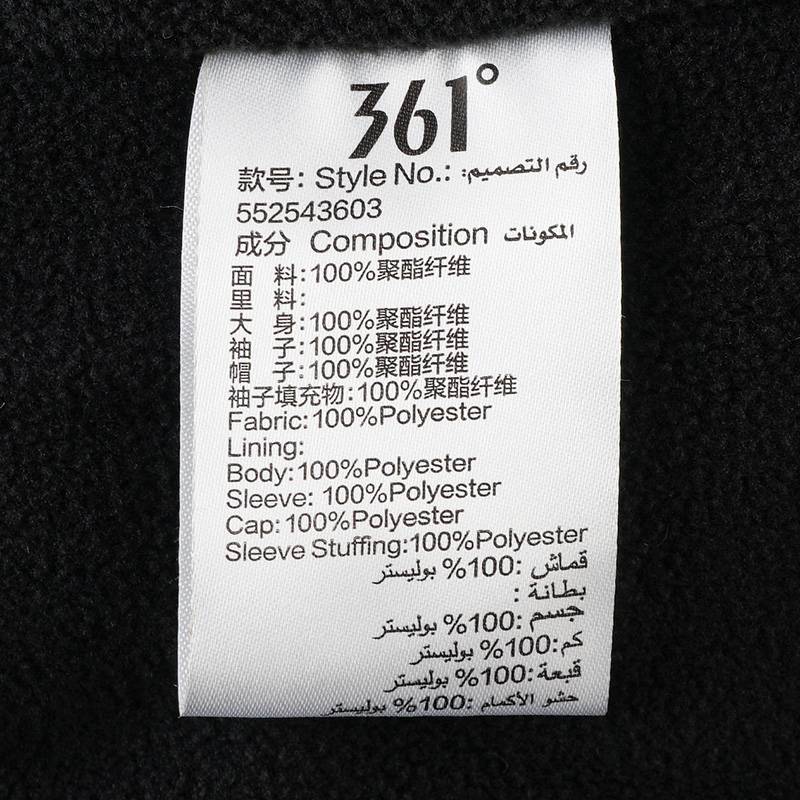 361°
款号: Style No.: رقم التصميم:
552543603
成分 Composition المكونات
面 料:100%聚酯纤维
里 料:
大 身:100%聚酯纤维
袖 子:100%聚酯纤维
帽 子:100%聚酯纤维
袖子填充物:100%聚酯纤维
Fabric:100%Polyester
Lining:
Body:100%Polyester
Sleeve: 100%Polyester
Cap:100%Polyester
Sleeve Stuffing:100%Polyester
قماش :100% بوليستر
بطانة :
جسم :100% بوليستر
كم:100% بوليستر
قبعة:100% بوليستر
حشو الأكمام :100% بوليستر